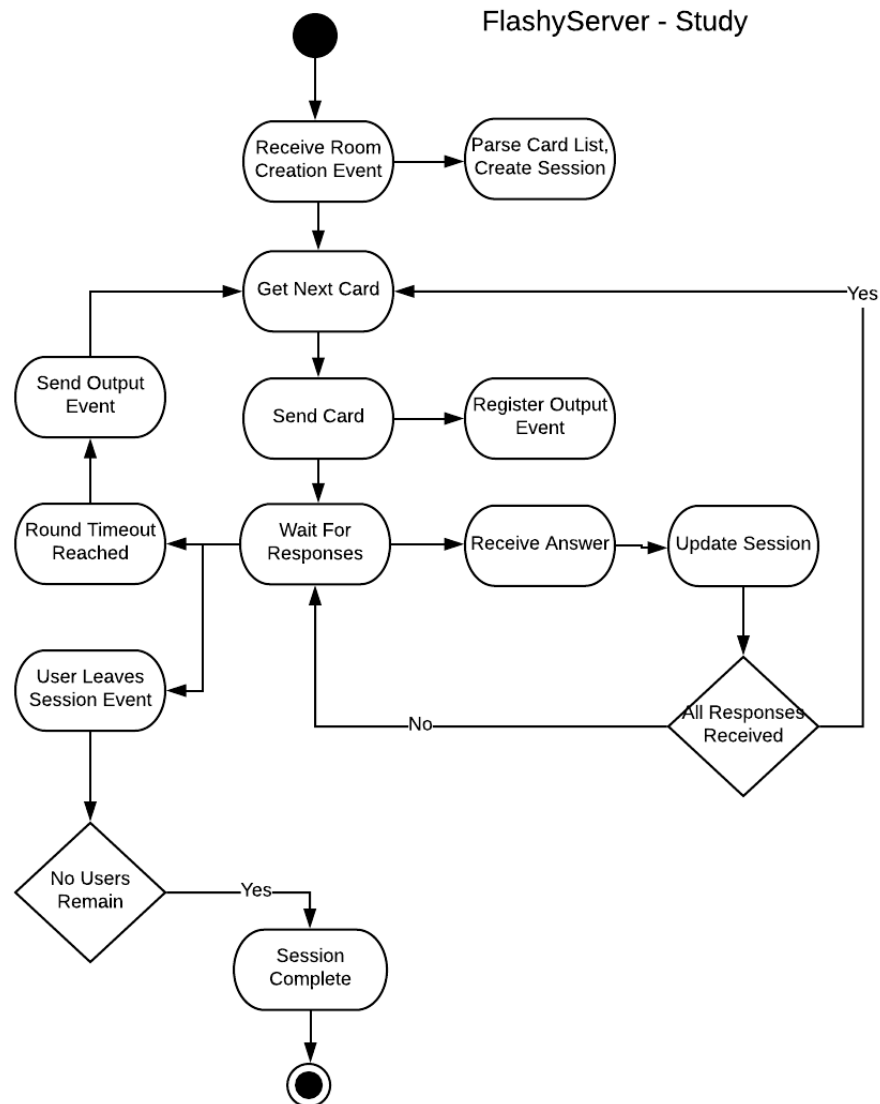 FlashyServer - Study
Receive Room
Creation Event
Parse Card List,
Create Session
Get Next Card
Yes
Send Output
Event
Send Card
Register Output
Event
Round Timeout
Reached
Wait For
Responses
Receive Answer
Update Session
User Leaves
Session Event
All Responses
Received
No
No Users
Remain
Yes
Session
Complete